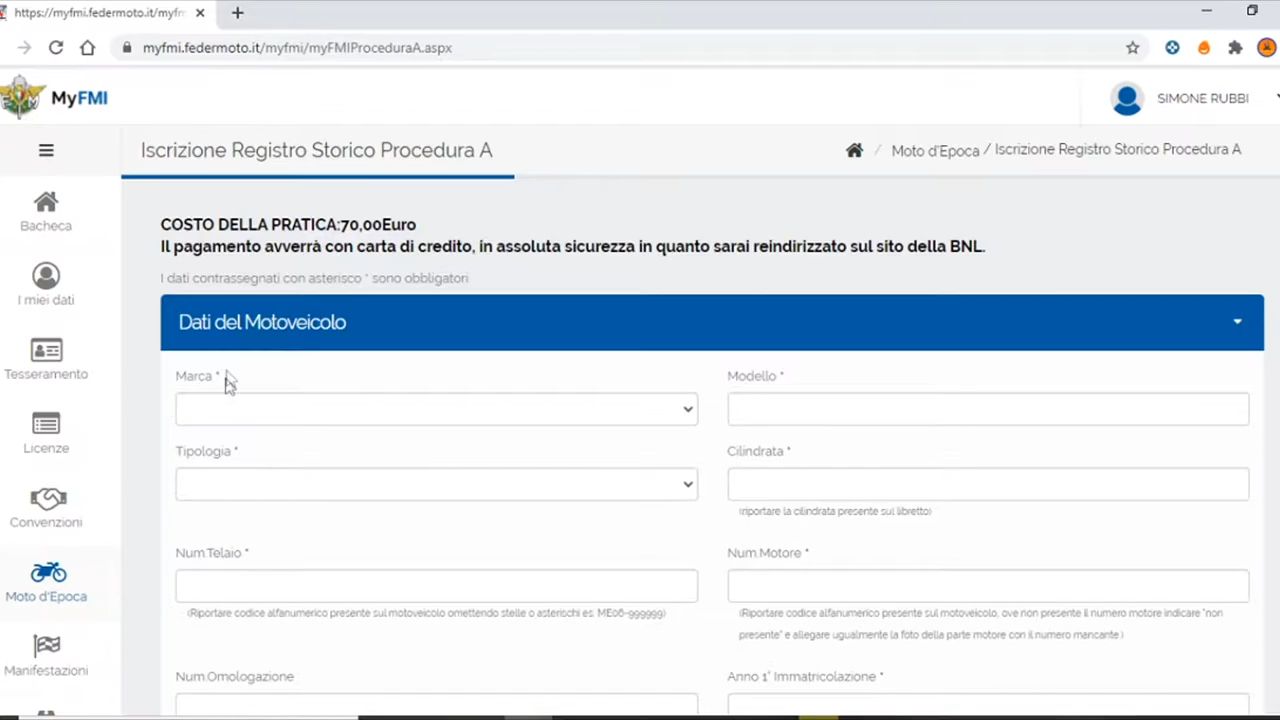 https://myfmi.federmoto.it/myfm
myfmi.federmoto.it/myfmi/myFMIProceduraA.aspx
MyFMI
SIMONE RUBBI
Iscrizione Registro Storico Procedura A
/ Moto d'Epoca / Iscrizione Registro Storico Procedura A
Bacheca
I miei dati
Tesseramento
Licenze
Convenzioni
Moto d'Epoca
Manifestazioni
COSTO DELLA PRATICA:70,00Euro
Il pagamento avverrà con carta di credito, in assoluta sicurezza in quanto sarai reindirizzato sul sito della BNL.
I dati contrassegnati con asterisco * sono obbligatori
Dati del Motoveicolo
Marca *
Modello *
Tipologia *
Cilindrata *
(riportare la cilindrata presente sul libretto)
Num.Telaio *
Num.Motore *
(Riportare codice alfanumerico presente sul motoveicolo omettendo stelle o asterischi es. ME06-999999)
(Riportare codice alfanumerico presente sul motoveicolo, ove non presente il numero motore indicare "non
presente" e allegare ugualmente la foto della parte motore con il numero mancante.)
Num.Omologazione
Anno 1° Immatricolazione *